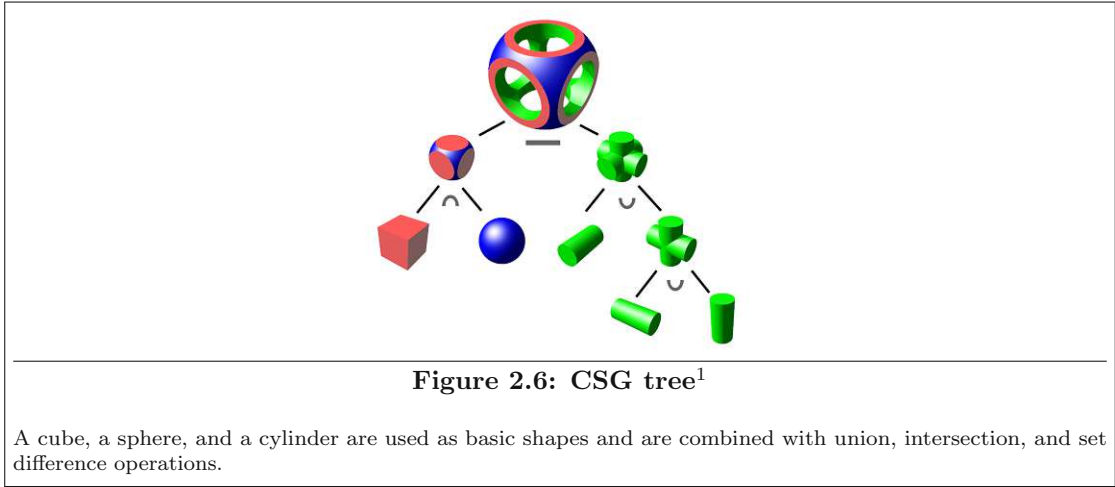 Figure 2.6: CSG tree¹
A cube, a sphere, and a cylinder are used as basic shapes and are combined with union, intersection, and set
difference operations.